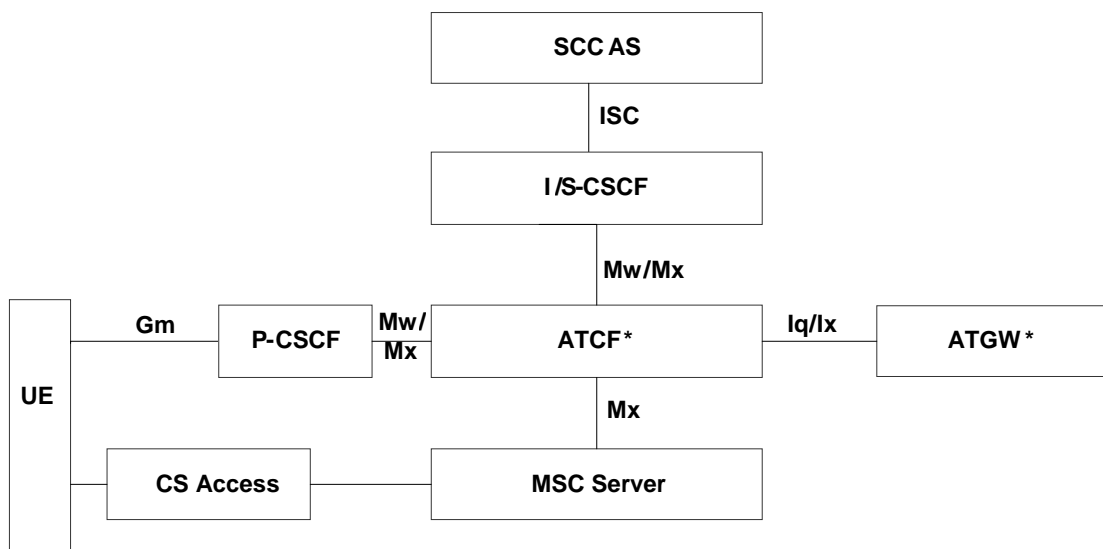 SCC AS
ISC
I/S-CSCF
Mw/Mx
Gm
P-CSCF
Mw/
Mx
ATCF*
Iq/Ix
ATGW*
UE
Mx
CS Access
MSC Server